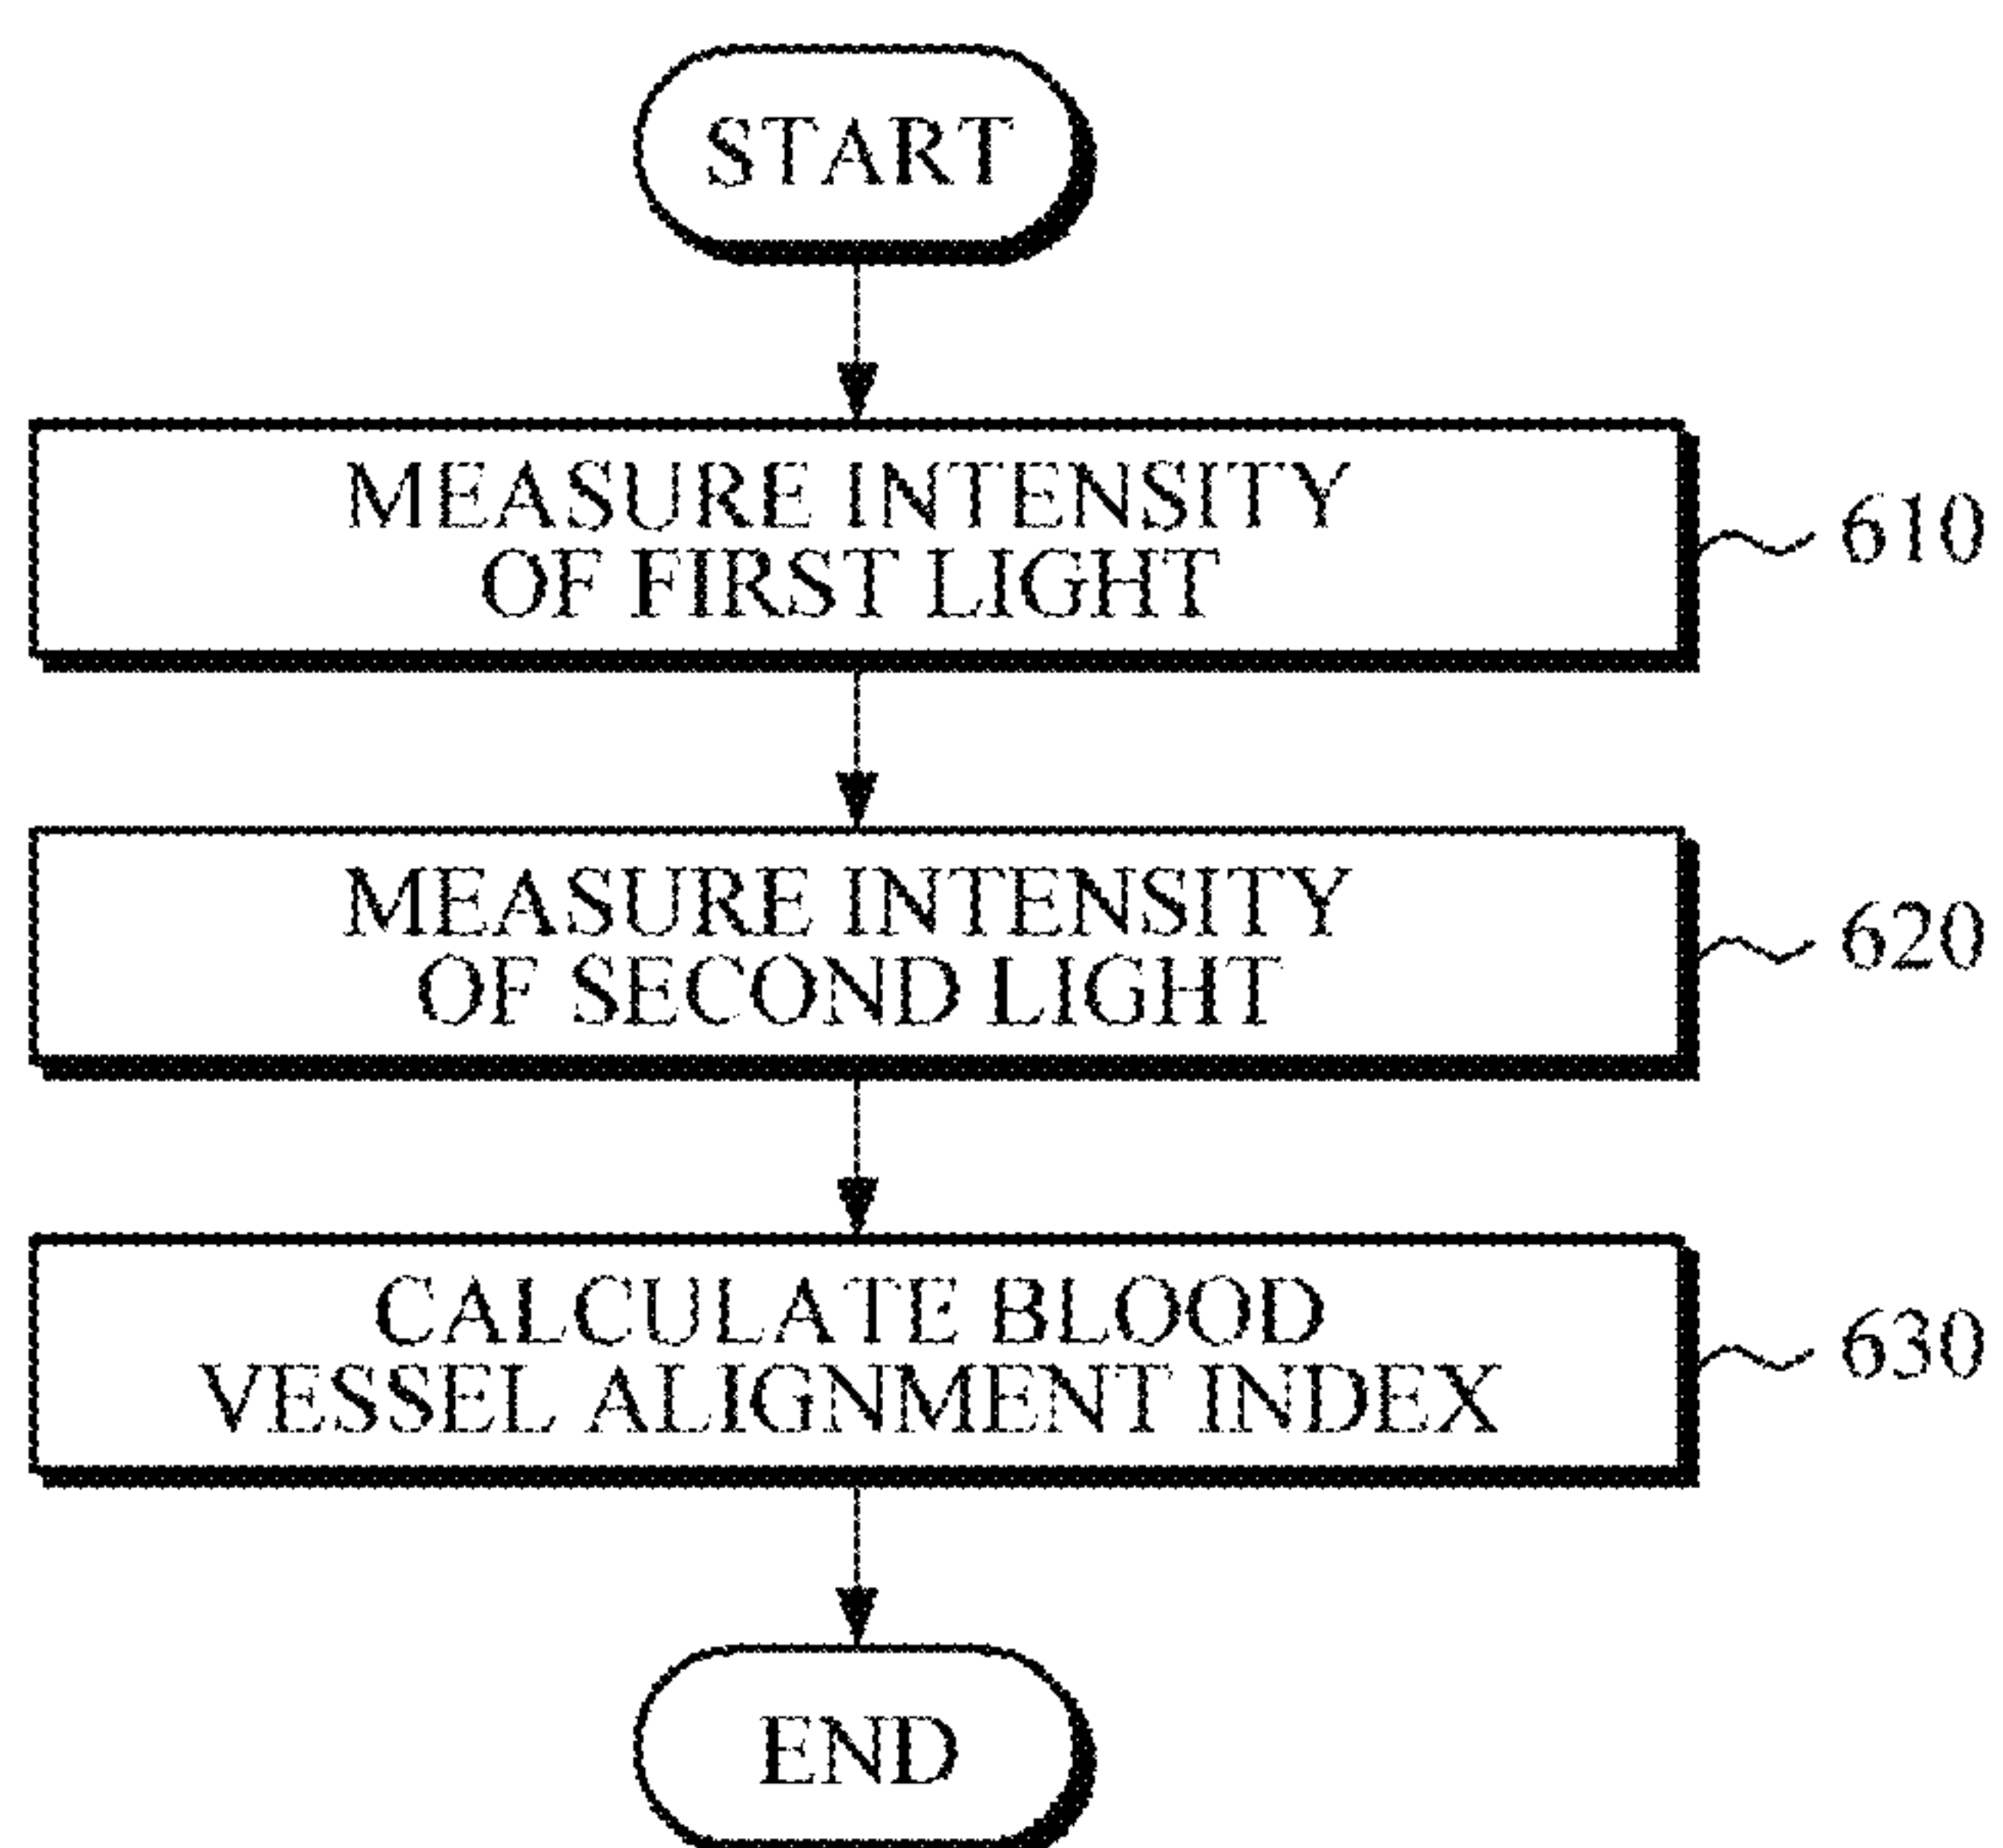 START
MEASURE INTENSITY
OF FIRST LIGHT
610
MEASURE INTENSITY
OF SECOND LIGHT
620
CALCULATE BLOOD
VESSEL ALIGNMENT INDEX
630
END